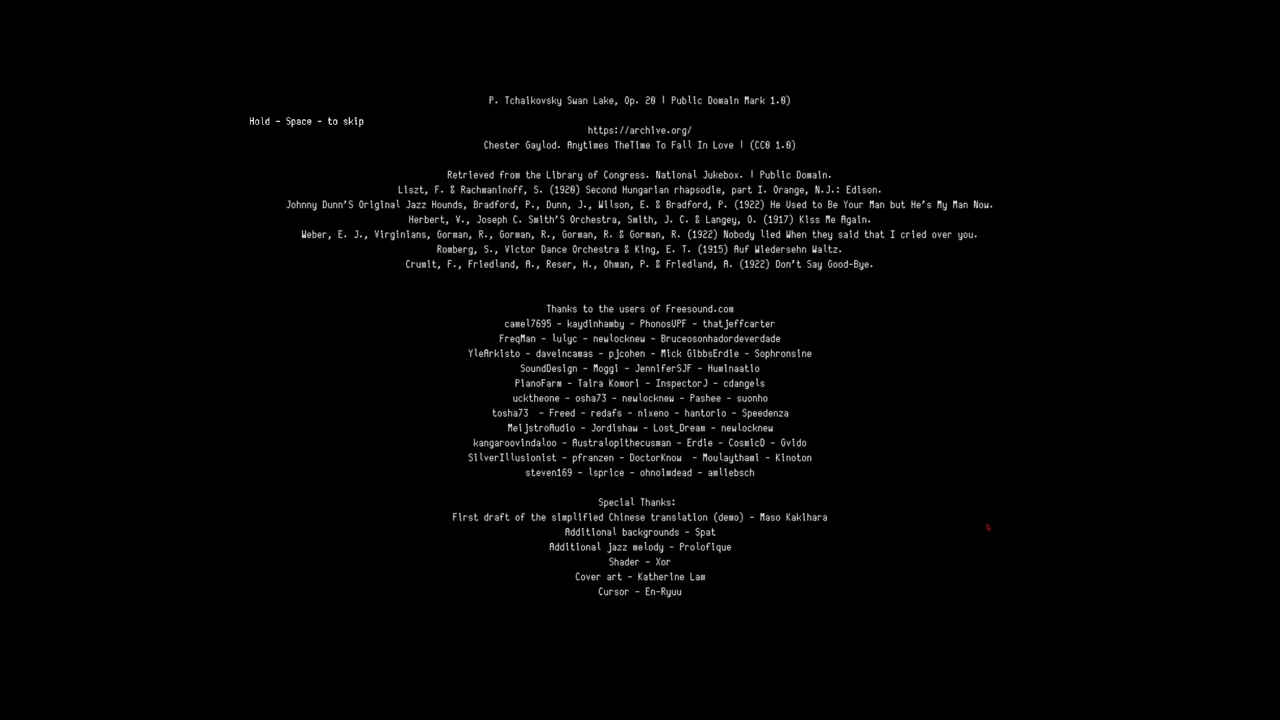 P. Tchaikovsky Swan Lake, Op. 20 | Public Domain Mark 1.0)
Hold - Space - to skip
https://archive.org/
Chester Gaylod. Anytimes TheTime To Fall In Love | (CC0 1.0)
Retrieved from the Library of Congress. National Jukebox. | Public Domain.
Liszt, F. & Rachmaninoff, S. (1920) Second Hungarian rhapsodie, part I. Orange, N.J.: Edison.
Johnny Dunn'S Original Jazz Hounds, Bradford, P., Dunn, J., Wilson, E. & Bradford, P. (1922) He Used to Be Your Man but He's My Man Now.
Herbert, V., Joseph C. Smith'S Orchestra, Smith, J. C. & Langey, O. (1917) Kiss Me Again.
Weber, E. J., Virginians, Gorman, R., Gorman, R., Gorman, R. & Gorman, R. (1922) Nobody lied When they said that I cried over you.
Romberg, S., Victor Dance Orchestra & King, E. T. (1915) Auf Wiedersehn Waltz.
Crumit, F., Friedland, A., Reser, H., Ohman, P. & Friedland, A. (1922) Don't Say Good-Bye.
Thanks to the users of Freesound.com
camel7695 - kaydinhamby - PhonosUPF - thatjeffcarter
FreqMan - lulyc - newlocknew - Bruceosonhadordeverdade
YleArkisto - daveincamas - pjcohen - Mick GibbsErdie - Sophronsine
SoundDesign - Moggi - JenniferSJF - Huminaatio
PianoFarm - Taira Komori - InspectorJ - cdangels
ucktheone - osha73 - newlocknew - Pashee - suonho
tosha73  - Freed - redafs - nixeno - hantorio - Speedenza
MeijstroAudio - Jordishaw - Lost_Dream - newlocknew
kangaroovindaloo - Australopithecusman - Erdie - CosmicD - Gvido
SilverIllusionist - pfranzen - DoctorKnow  - Moulaythami - Kinoton
steven169 - lsprice - ohnoimdead - amliebsch
Special Thanks:
First draft of the simplified Chinese translation (demo) - Maso Kakihara
Additional backgrounds - Spat
Additional jazz melody - Prolofique
Shader - Xor
Cover art - Katherine Lam
Cursor - En-Ryuu